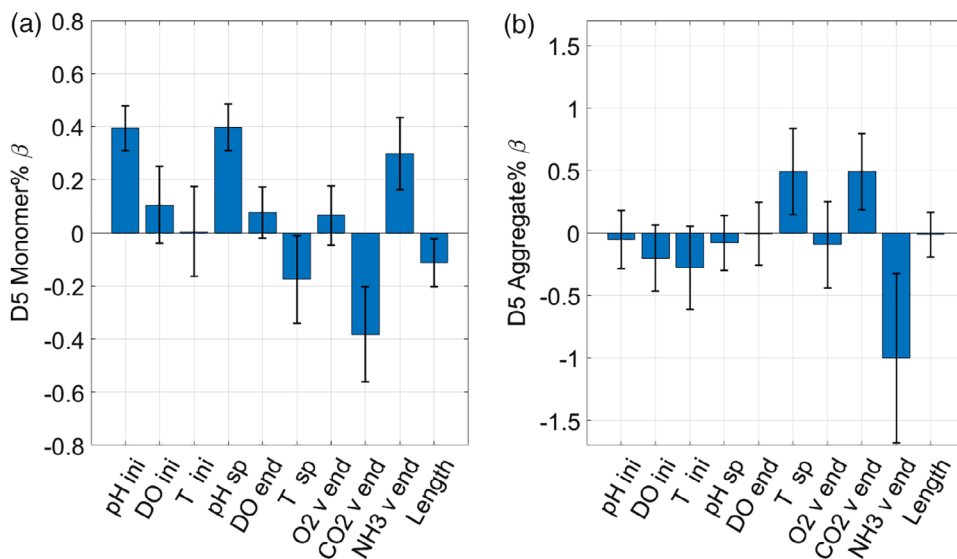 (a)
D5 Monomer% β
0.8
0.6
0.4
0.2
0
-0.2
-0.4
-0.6
-0.8
pH ini
DO ini
T ini
pH sp
DO end
T sp
O2 v end
CO2 v end
NH3 v end
Length
(b)
D5 Aggregate% β
1.5
1
0.5
0
-0.5
-1
-1.5
pH ini
DO ini
T ini
pH sp
DO end
T sp
O2 v end
CO2 v end
NH3 v end
Length